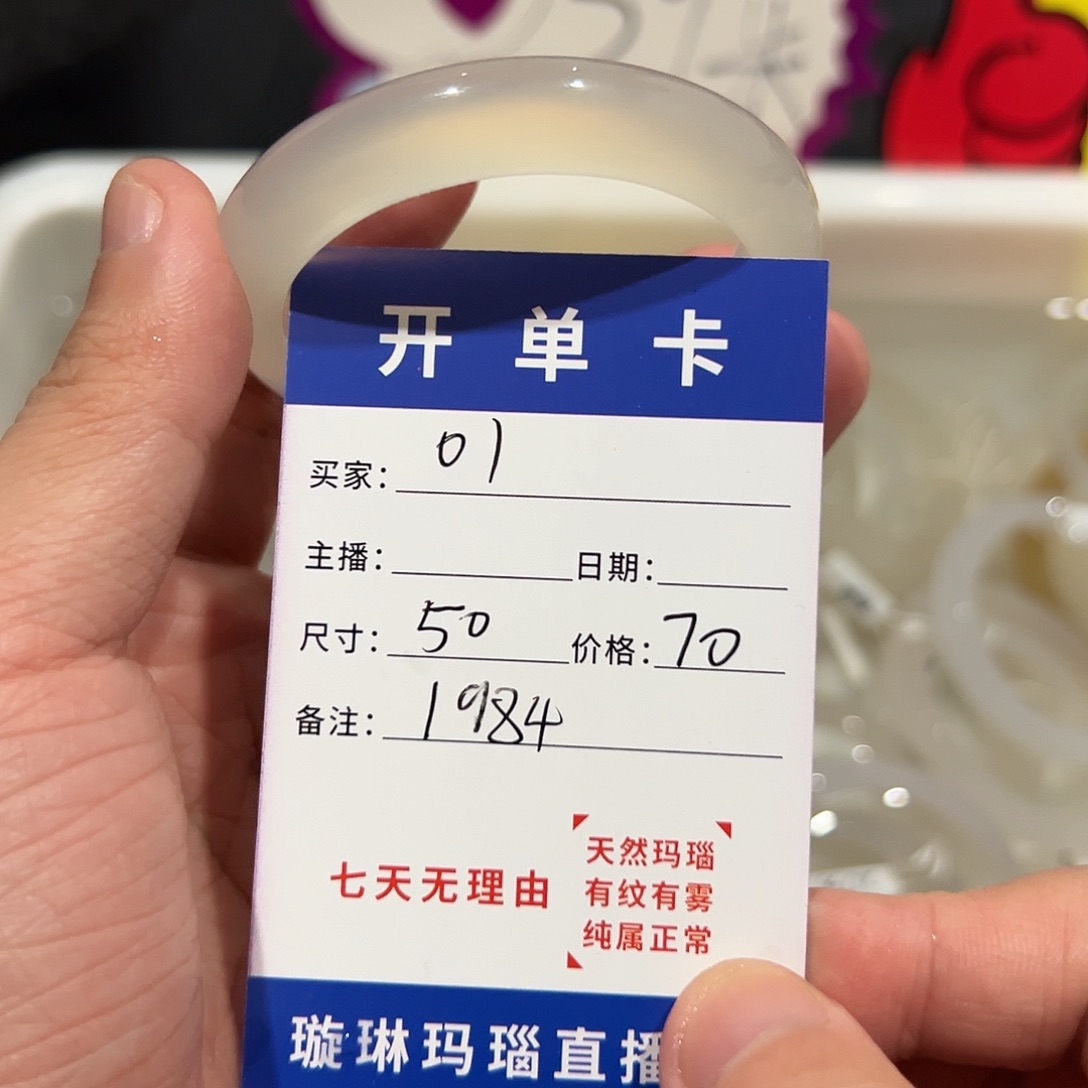 开单卡
买家: 01
主播: 日期:
尺寸: 50 价格: 70
备注: 1984
七天无理由
天然玛瑙
有纹有雾
纯属正常
璇琳玛瑙直播